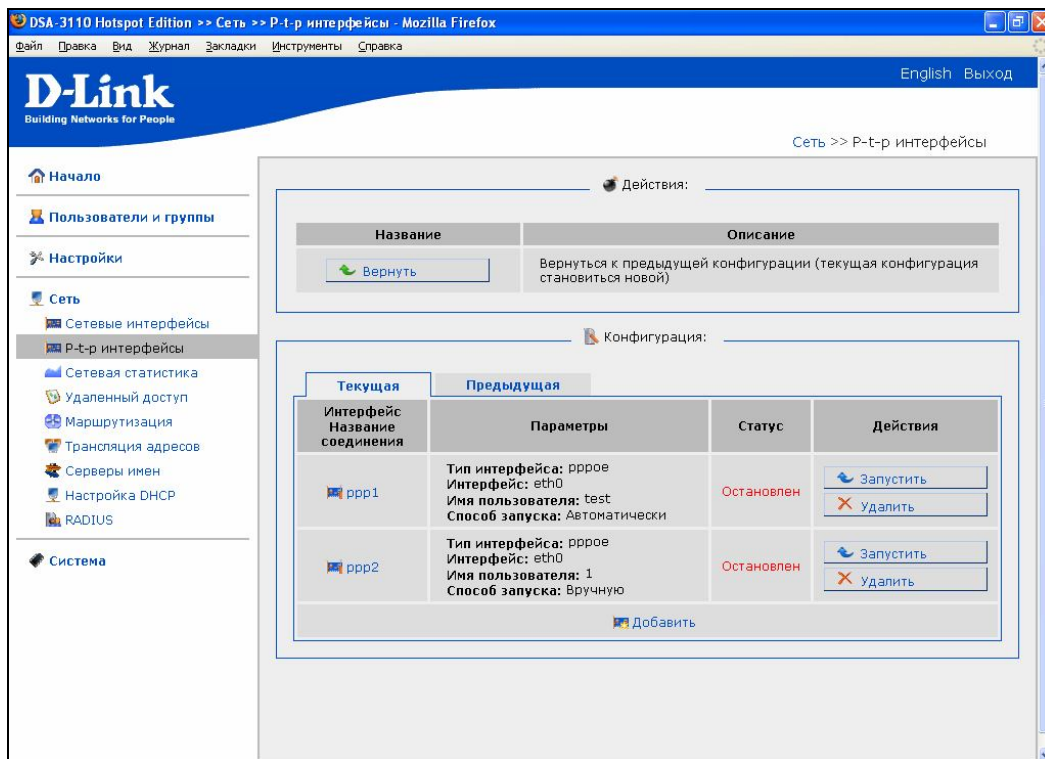 DSA-3110 Hotspot Edition >> Сеть >> P-t-p интерфейсы - Mozilla Firefox
Файл Правка Вид Журнал Закладки Инструменты Справка
English Выход
D-Link
Building Networks for People
Сеть >> P-t-p интерфейсы
Начало
Пользователи и группы
Настройки
Сеть
Сетевые интерфейсы
P-t-p интерфейсы
Сетевая статистика
Удаленный доступ
Маршрутизация
Трансляция адресов
Серверы имен
Настройка DHCP
RADIUS
Система
Действия:
Название Описание
Вернуть
Вернуться к предыдущей конфигурации (текущая конфигурация
становиться новой)
Конфигурация:
Текущая Предыдущая
Интерфейс
Название
соединения
Параметры Статус Действия
ppp1
Тип интерфейса: pppoe
Интерфейс: eth0
Имя пользователя: test
Способ запуска: Автоматически
Остановлен
Запустить
Удалить
ppp2
Тип интерфейса: pppoe
Интерфейс: eth0
Имя пользователя: 1
Способ запуска: Вручную
Остановлен
Запустить
Удалить
Добавить